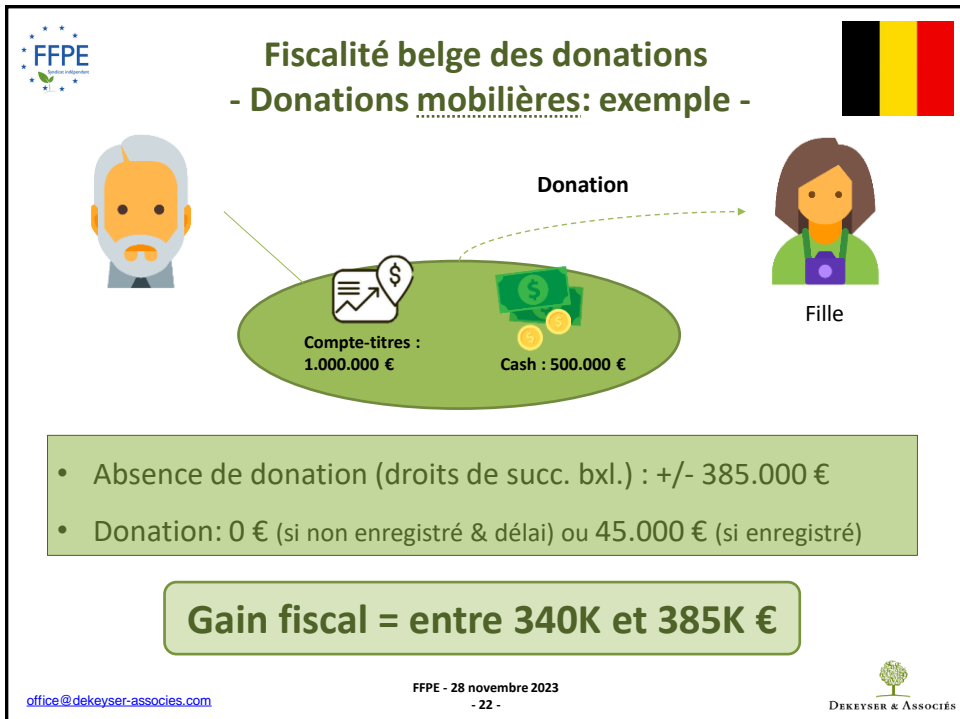 FFPE
Syndicat indépendant
Fiscalité belge des donations
- Donations mobilières: exemple -
Donation
Fille
Compte-titres :
1.000.000 €
Cash : 500.000 €
• Absence de donation (droits de succ. bxl.) : +/- 385.000 €
• Donation: 0 € (si non enregistré & délai) ou 45.000 € (si enregistré)
Gain fiscal = entre 340K et 385K €
office@dekeyser-associes.com
FFPE - 28 novembre 2023
- 22 -
DEKEYSER & ASSOCIÉS